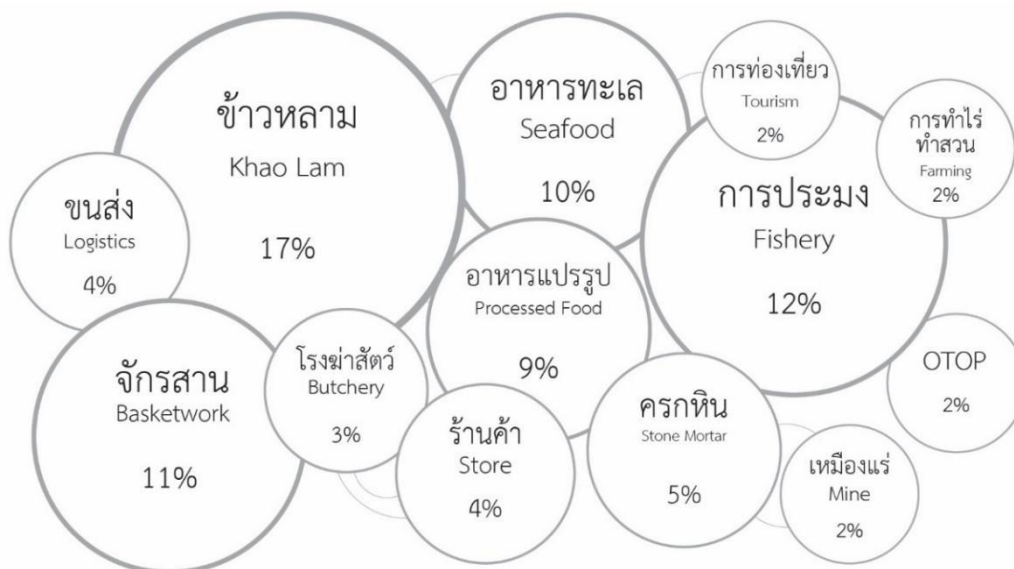 ข้าวหลาม
Khao Lam
17%
อาหารทะเล
Seafood
10%
การท่องเที่ยว
Tourism
2%
การทำไร่
ทำสวน
Farming
2%
ขนส่ง
Logistics
4%
การประมง
Fishery
12%
อาหารแปรรูป
Processed Food
9%
จักรสาน
Basketwork
11%
โรงฆ่าสัตว์
Butchery
3%
ร้านค้า
Store
4%
ครกหิน
Stone Mortar
5%
OTOP
2%
เหมืองแร่
Mine
2%